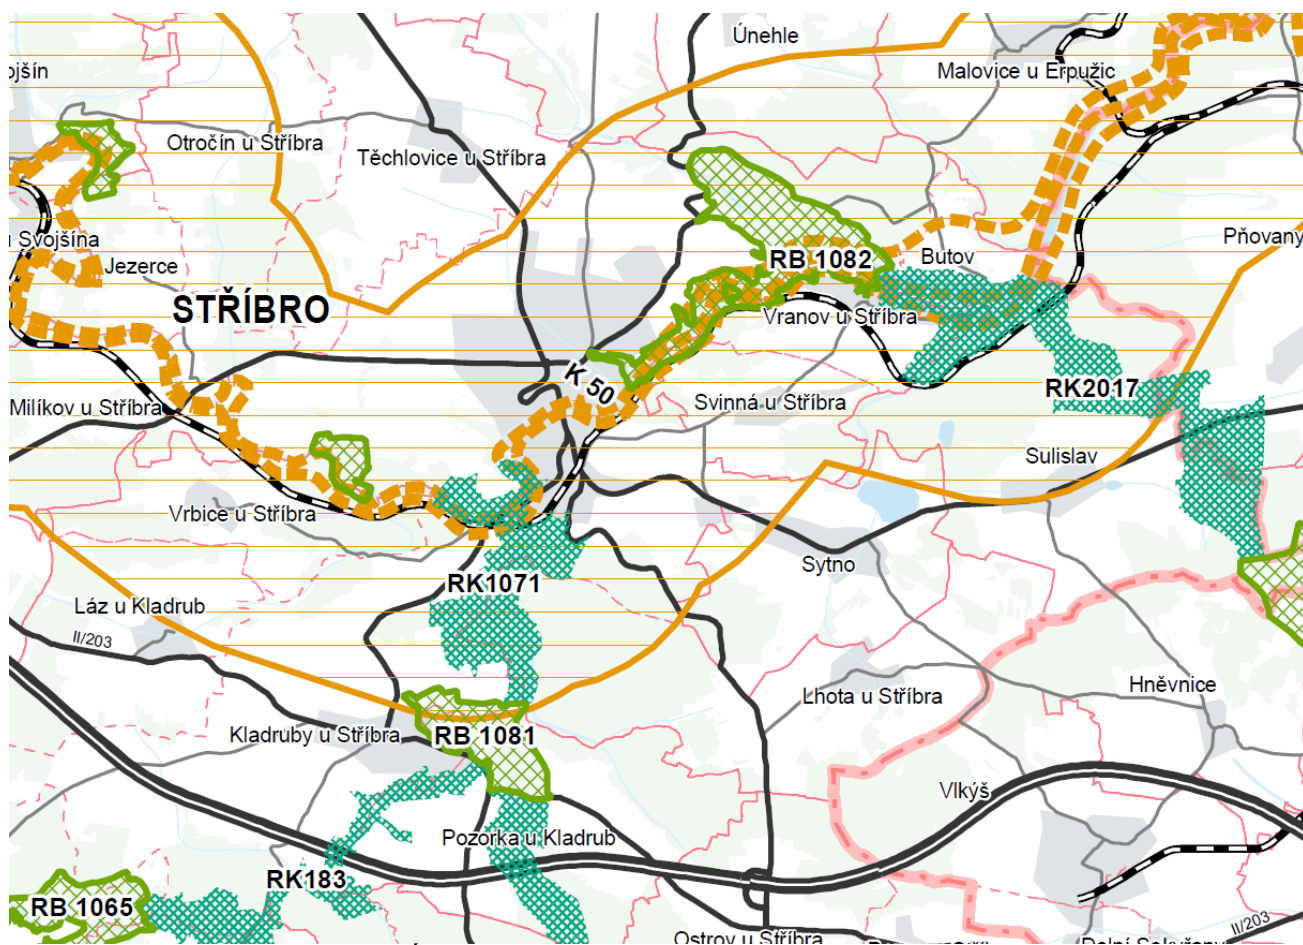 Únehle
ojšín
Malovice u Erpužic
Otročín u Stříbra
Těchlovice u Stříbra
u Svojšína
Pňovany
Jezerce
RB 1082
Butov
STŘÍBRO
Vranov u Stříbra
K 50
RK2017
Milíkov u Stříbra
Svinná u Stříbra
Sulislav
Vrbice u Stříbra
Sytno
RK1071
Láz u Kladrub
II/203
Hněvnice
Lhota u Stříbra
Kladruby u Stříbra
RB 1081
Vlkýš
Pozorka u Kladrub
RK183
RB 1065
II/203
Ostrov u Stříbra